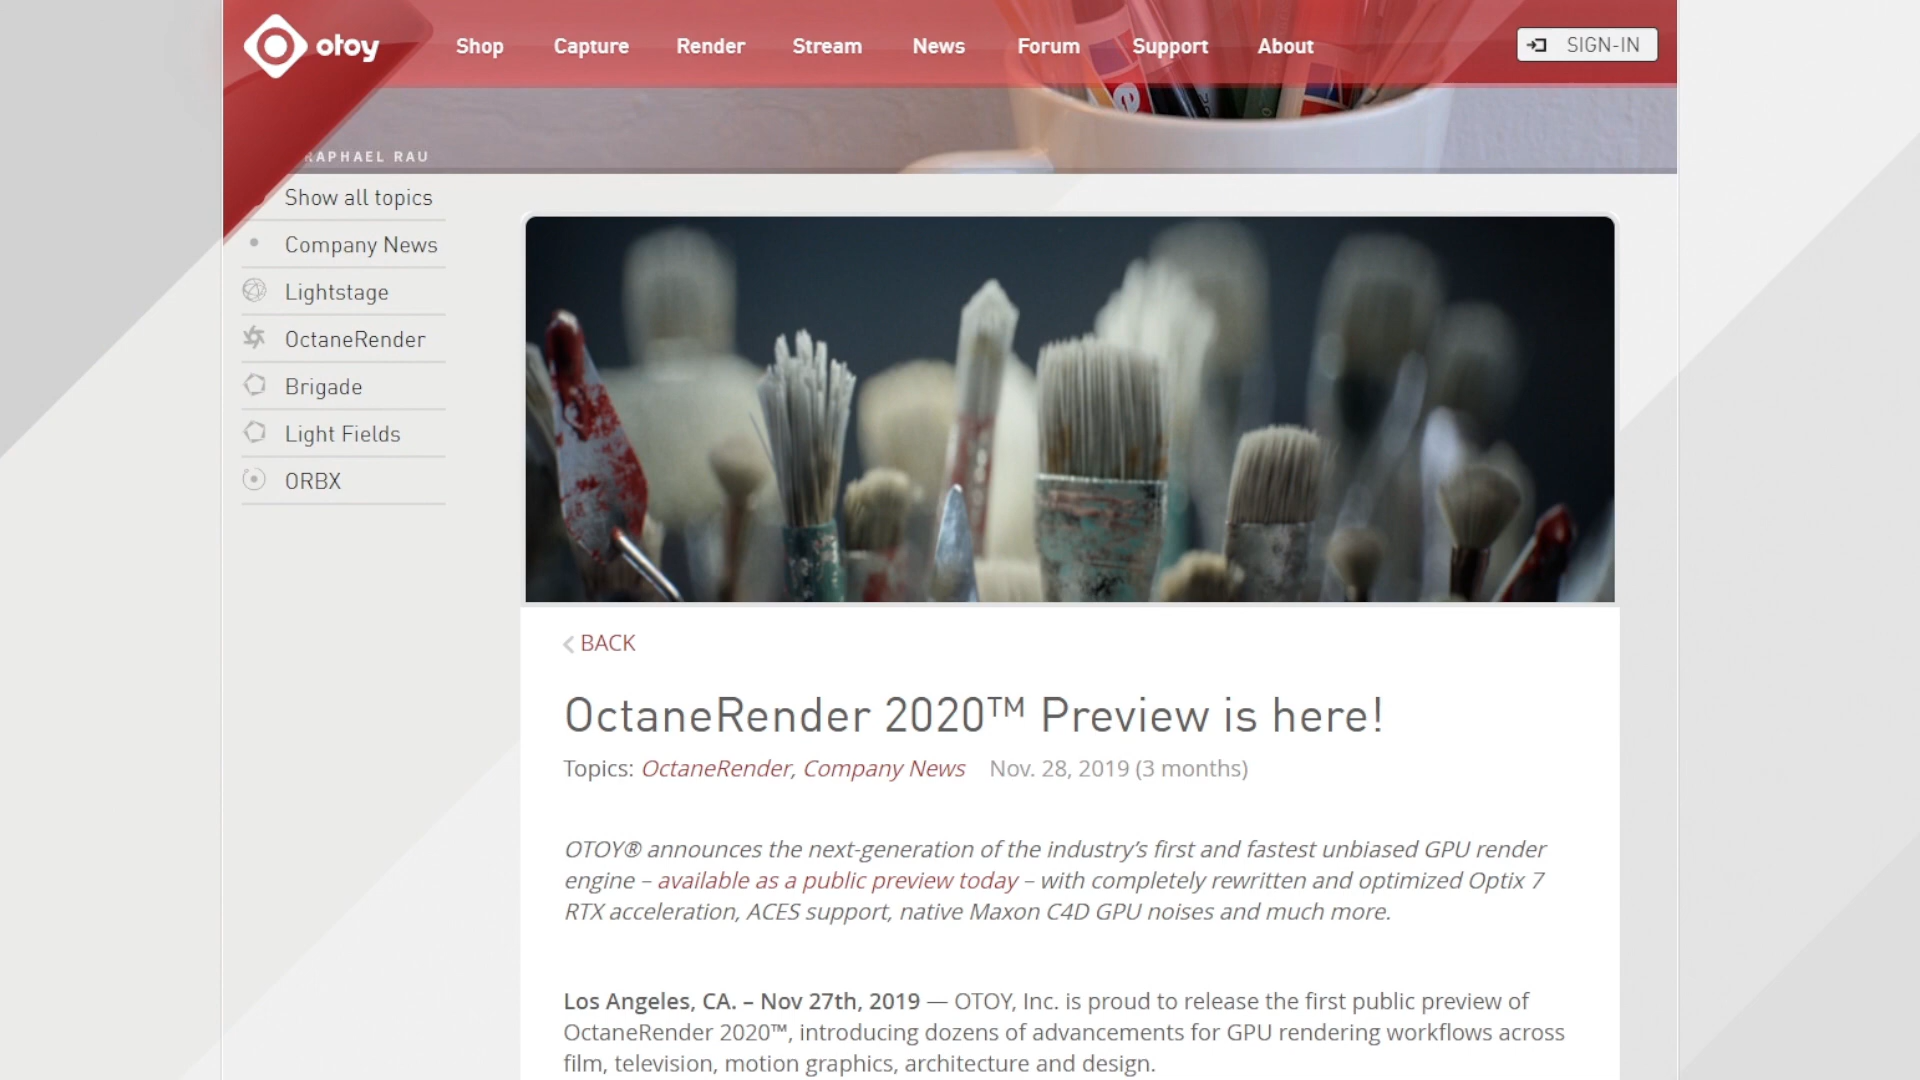 otoy
Shop Capture Render Stream News Forum Support About
SIGN-IN
RAPHAEL RAU
Show all topics
Company News
Lightstage
OctaneRender
Brigade
Light Fields
ORBX
BACK
OctaneRender 2020™ Preview is here!
Topics: OctaneRender, Company News Nov. 28, 2019 (3 months)
OTOY® announces the next-generation of the industry’s first and fastest unbiased GPU render
engine – available as a public preview today – with completely rewritten and optimized Optix 7
RTX acceleration, ACES support, native Maxon C4D GPU noises and much more.
Los Angeles, CA. – Nov 27th, 2019 — OTOY, Inc. is proud to release the first public preview of
OctaneRender 2020™, introducing dozens of advancements for GPU rendering workflows across
film, television, motion graphics, architecture and design.